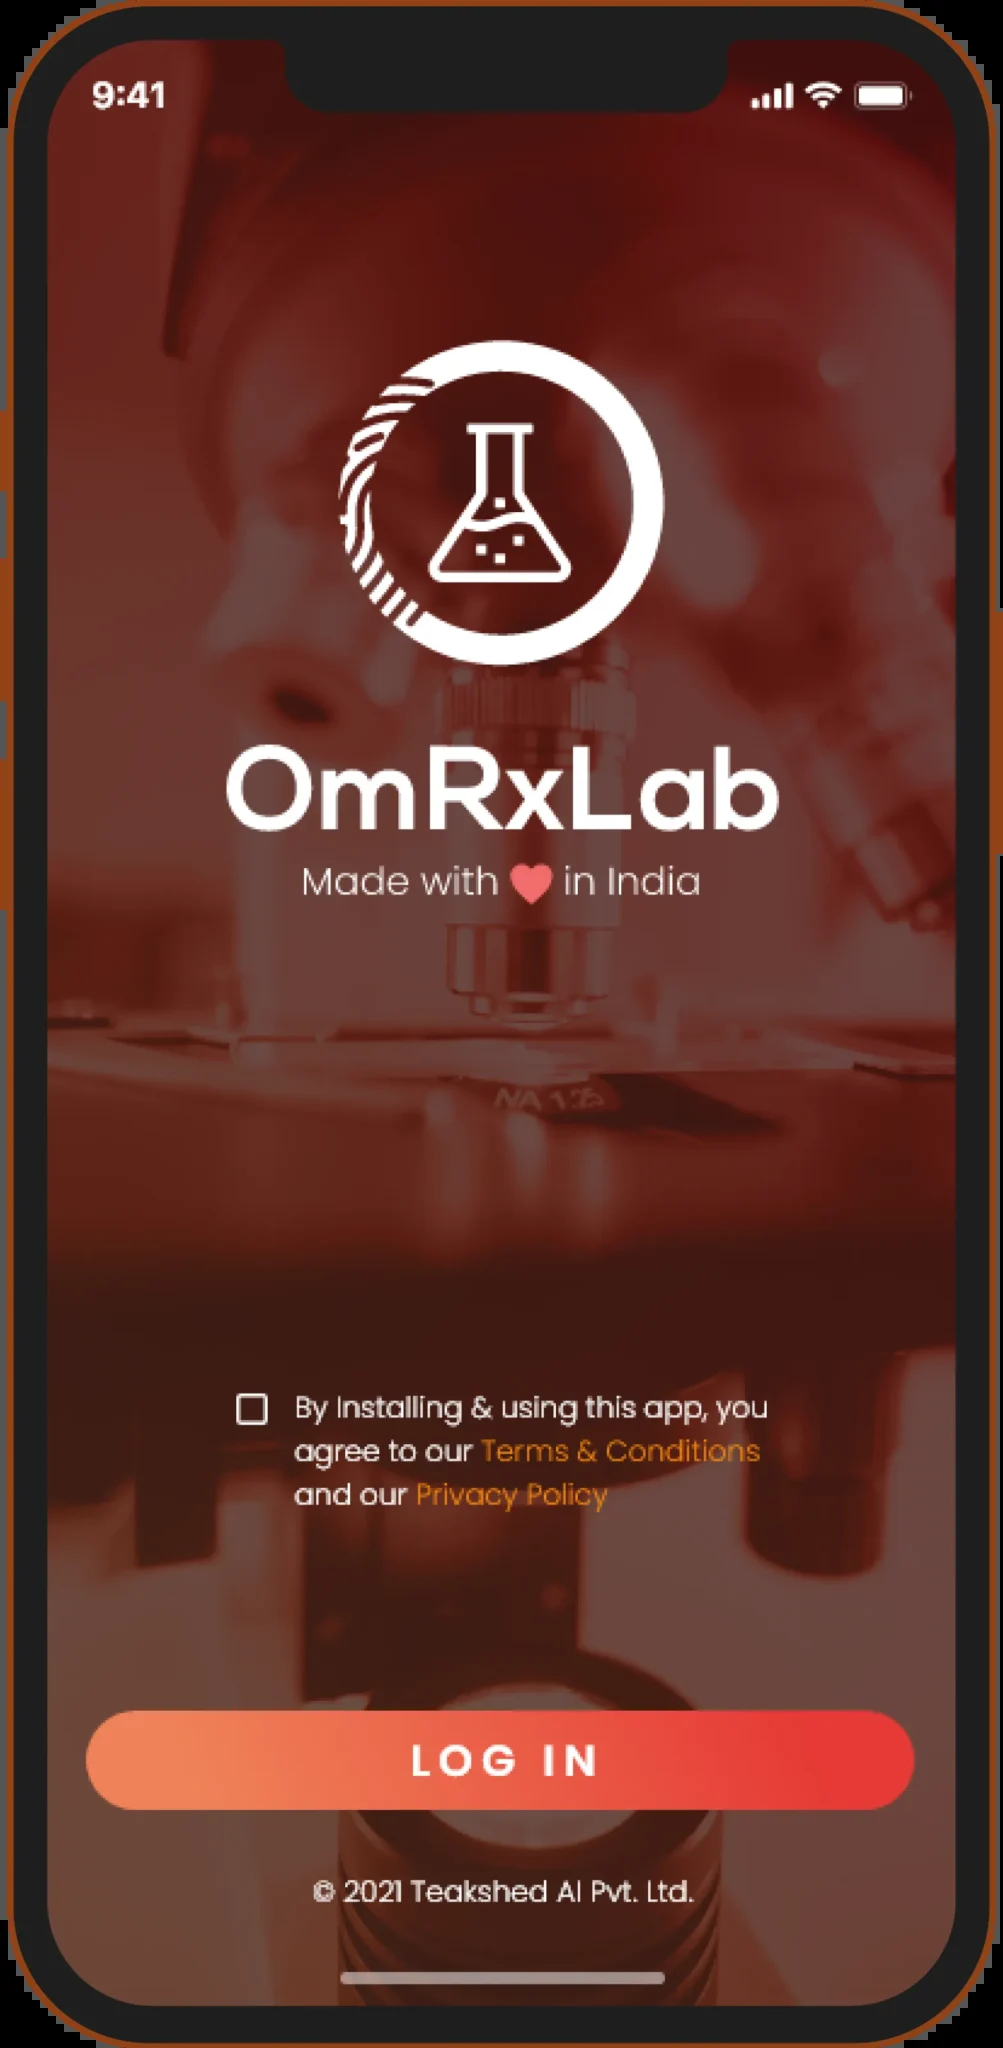 9:41
OmRxLab
Made with ❤ in India
NA 1.25
By Installing & using this app, you
agree to our Terms & Conditions
and our Privacy Policy
LOG IN
© 2021 Teakshed AI Pvt. Ltd.